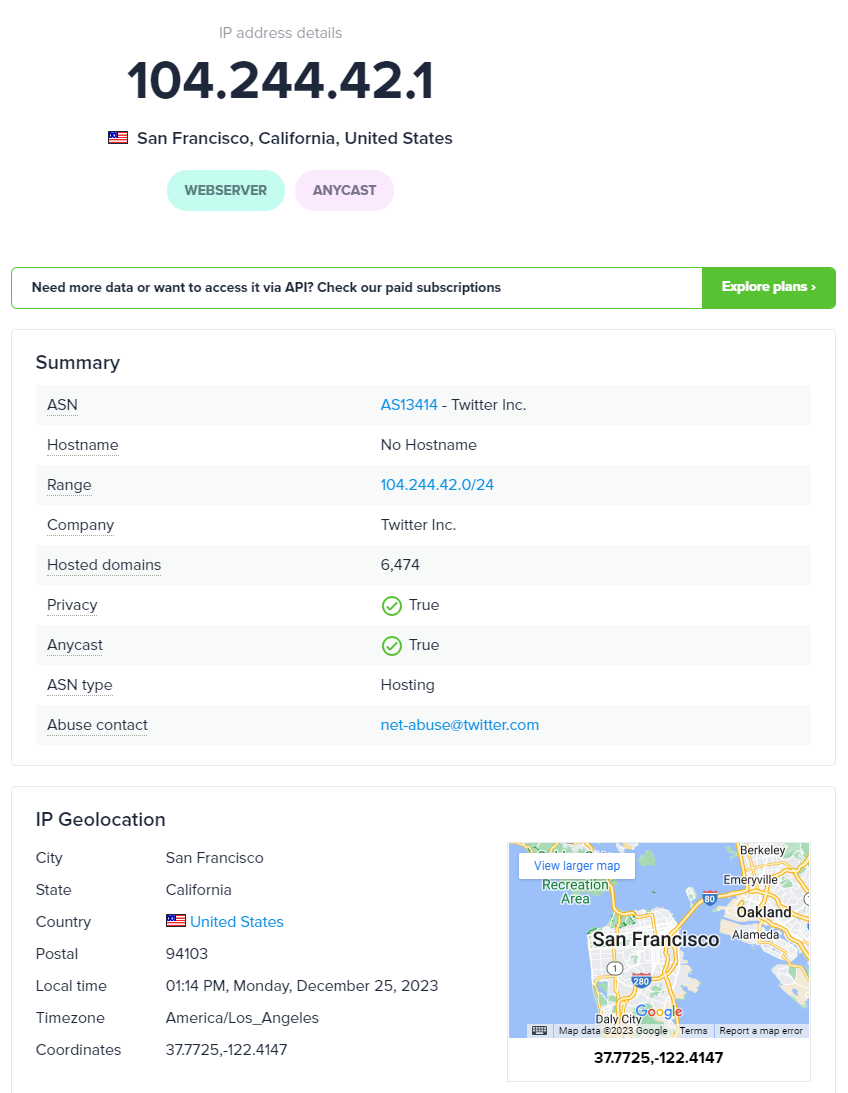 IP address details
104.244.42.1
San Francisco, California, United States
WEBSERVER ANYCAST
Need more data or want to access it via API? Check our paid subscriptions Explore plans ›
Summary
ASN AS13414 - Twitter Inc.
Hostname No Hostname
Range 104.244.42.0/24
Company Twitter Inc.
Hosted domains 6,474
Privacy True
Anycast True
ASN type Hosting
Abuse contact net-abuse@twitter.com
IP Geolocation
City San Francisco
State California
Country United States
Postal 94103
Local time 01:14 PM, Monday, December 25, 2023
Timezone America/Los_Angeles
Coordinates 37.7725,-122.4147
View larger map
Recreation
Area
Berkeley
Emeryville
80
Oakland
Alameda
San Francisco
1
280
Daly City
Google
Map data ©2023 Google Terms Report a map error
37.7725,-122.4147